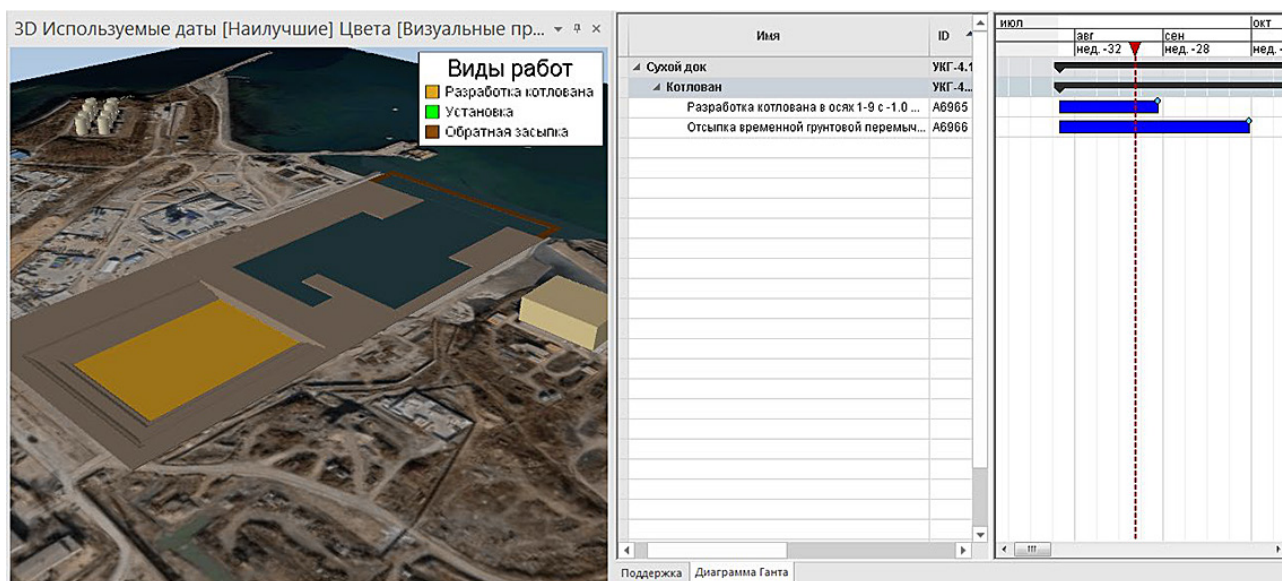 3D Используемые даты [Наилучшие] Цвета [Визуальные пр...
Виды работ
Разработка котлована
Установка
Обратная засыпка
Имя
ID
Сухой док
УКГ-4.1
Котлован
УКГ-4...
Разработка котлована в осях 1-9 с -1.0 ...
A6965
Отсыпка временной грунтовой перемыч...
A6966
июл
окт
авг
сен
нед. -32
нед. -28
нед. -
Поддержка
Диаграмма Ганта